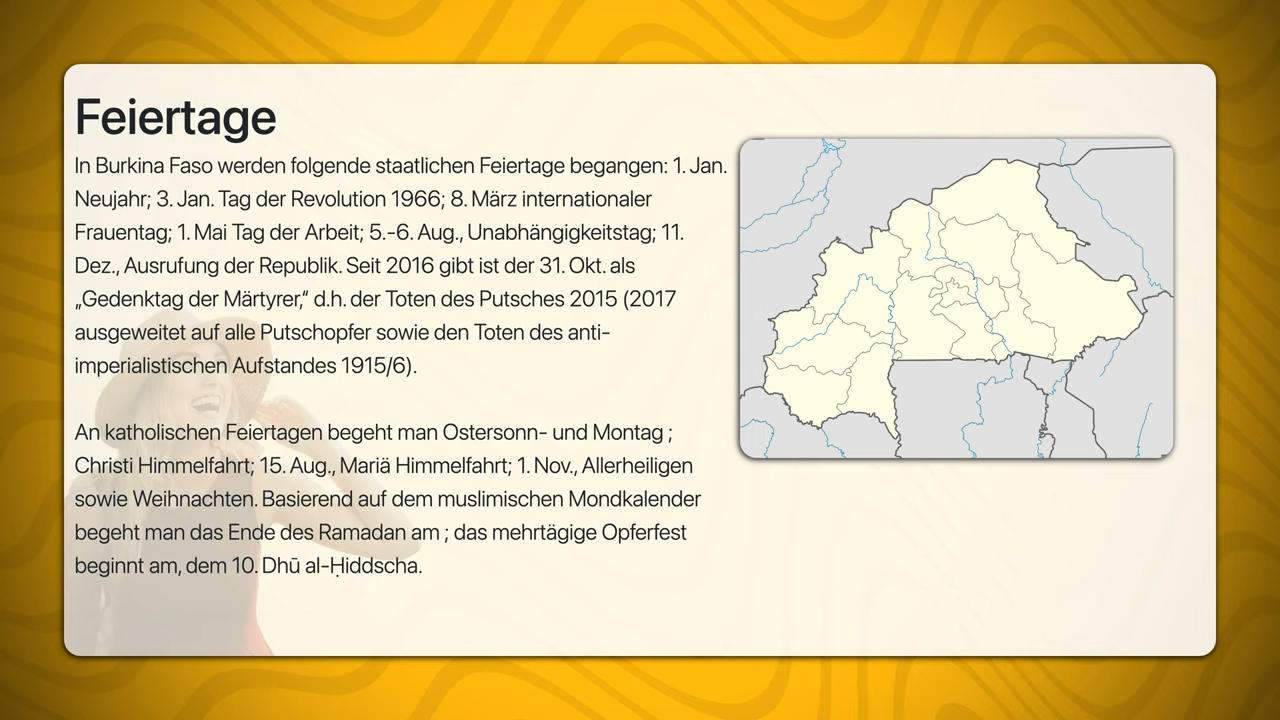 Feiertage
In Burkina Faso werden folgende staatlichen Feiertage begangen: 1. Jan.
Neujahr; 3. Jan. Tag der Revolution 1966; 8. März internationaler
Frauentag; 1. Mai Tag der Arbeit; 5.-6. Aug., Unabhängigkeitstag; 11.
Dez., Ausrufung der Republik. Seit 2016 gibt ist der 31. Okt. als
„Gedenktag der Märtyrer,“ d.h. der Toten des Putsches 2015 (2017
ausgeweitet auf alle Putschopfer sowie den Toten des anti-
imperialistischen Aufstandes 1915/6).
An katholischen Feiertagen begeht man Ostersonn- und Montag ;
Christi Himmelfahrt; 15. Aug., Mariä Himmelfahrt; 1. Nov., Allerheiligen
sowie Weihnachten. Basierend auf dem muslimischen Mondkalender
begeht man das Ende des Ramadan am ; das mehrtägige Opferfest
beginnt am, dem 10. Dhū al-Ḥiddscha.